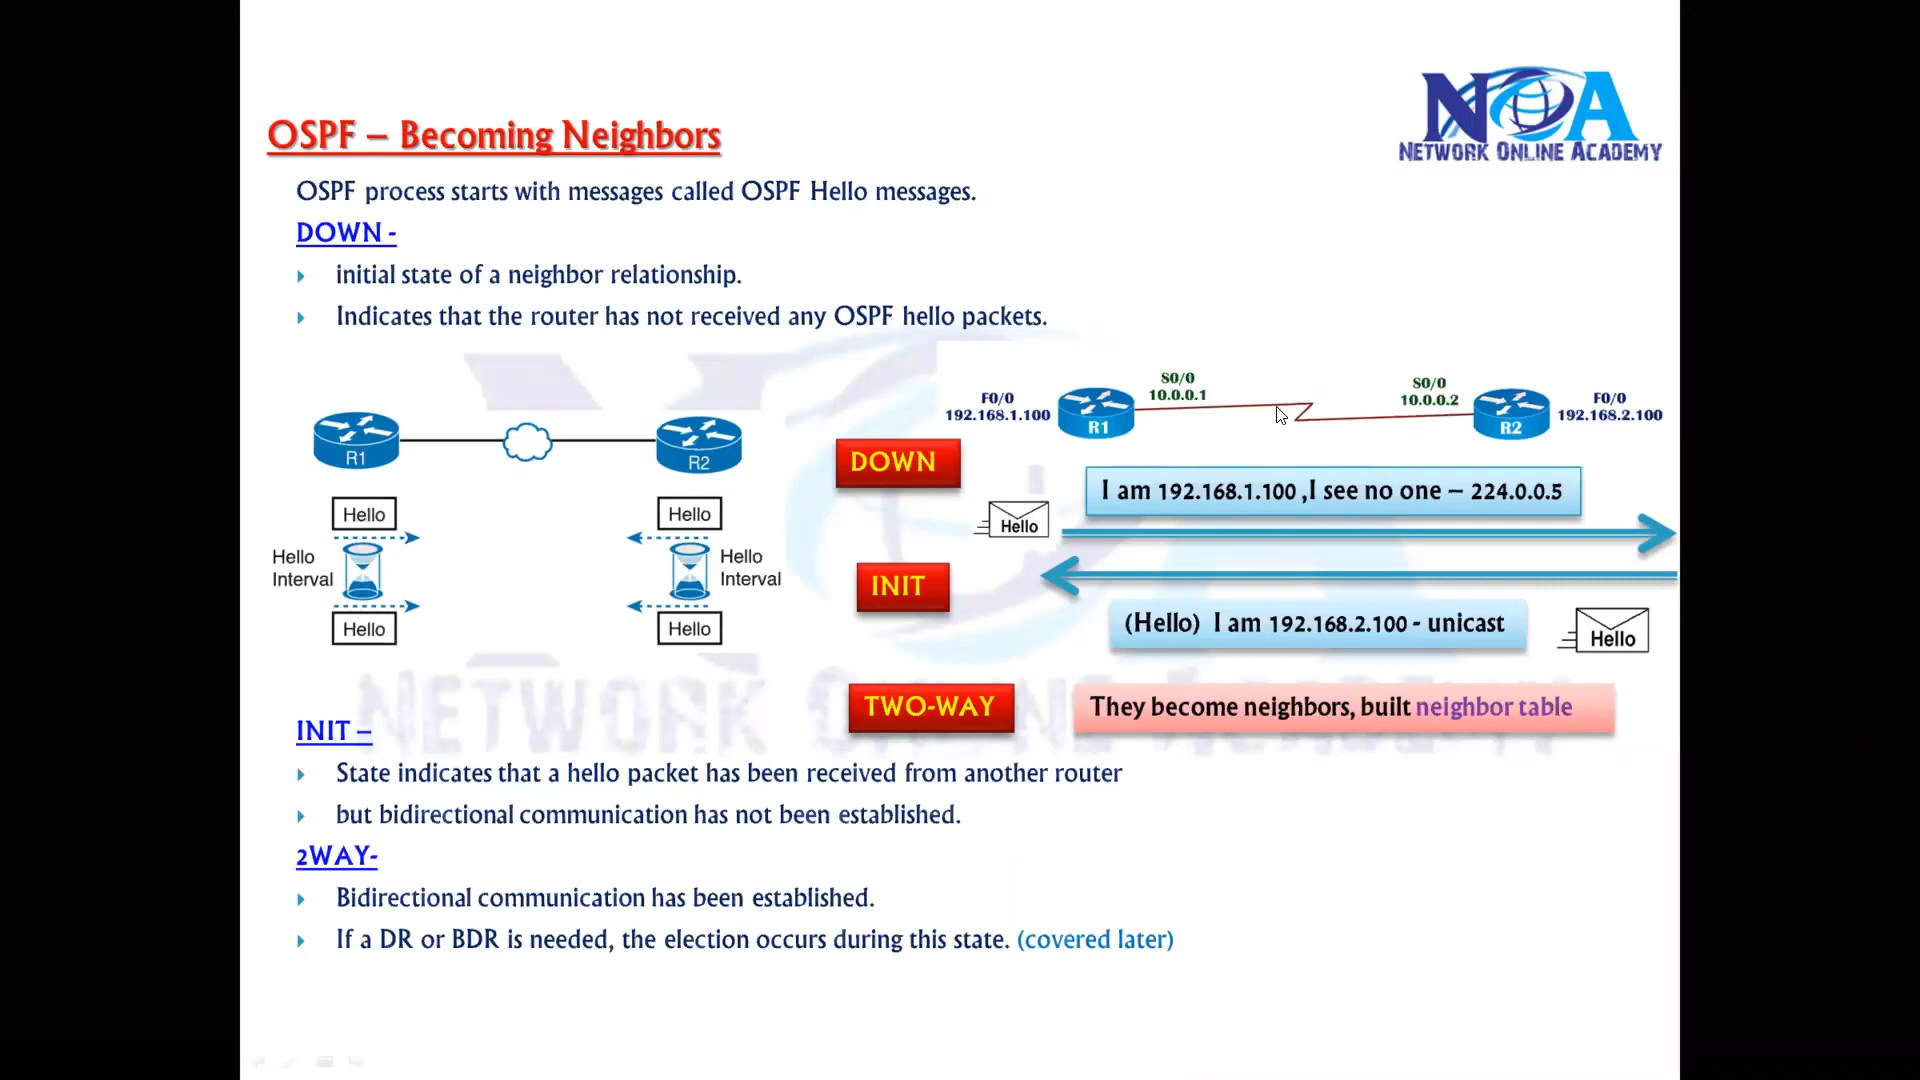 NOA
NETWORK ONLINE ACADEMY
OSPF – Becoming Neighbors
OSPF process starts with messages called OSPF Hello messages.
DOWN -
initial state of a neighbor relationship.
Indicates that the router has not received any OSPF hello packets.
R1
R2
Hello
Hello
Hello
Interval
Hello
Interval
Hello
Hello
F0/0
192.168.1.100
R1
S0/0
10.0.0.1
S0/0
10.0.0.2
R2
F0/0
192.168.2.100
DOWN
I am 192.168.1.100 ,I see no one – 224.0.0.5
Hello
INIT
(Hello) I am 192.168.2.100 - unicast
Hello
TWO-WAY
They become neighbors, built neighbor table
NETWORK ONLINE ACADEMY
INIT –
State indicates that a hello packet has been received from another router
but bidirectional communication has not been established.
2WAY-
Bidirectional communication has been established.
If a DR or BDR is needed, the election occurs during this state. (covered later)